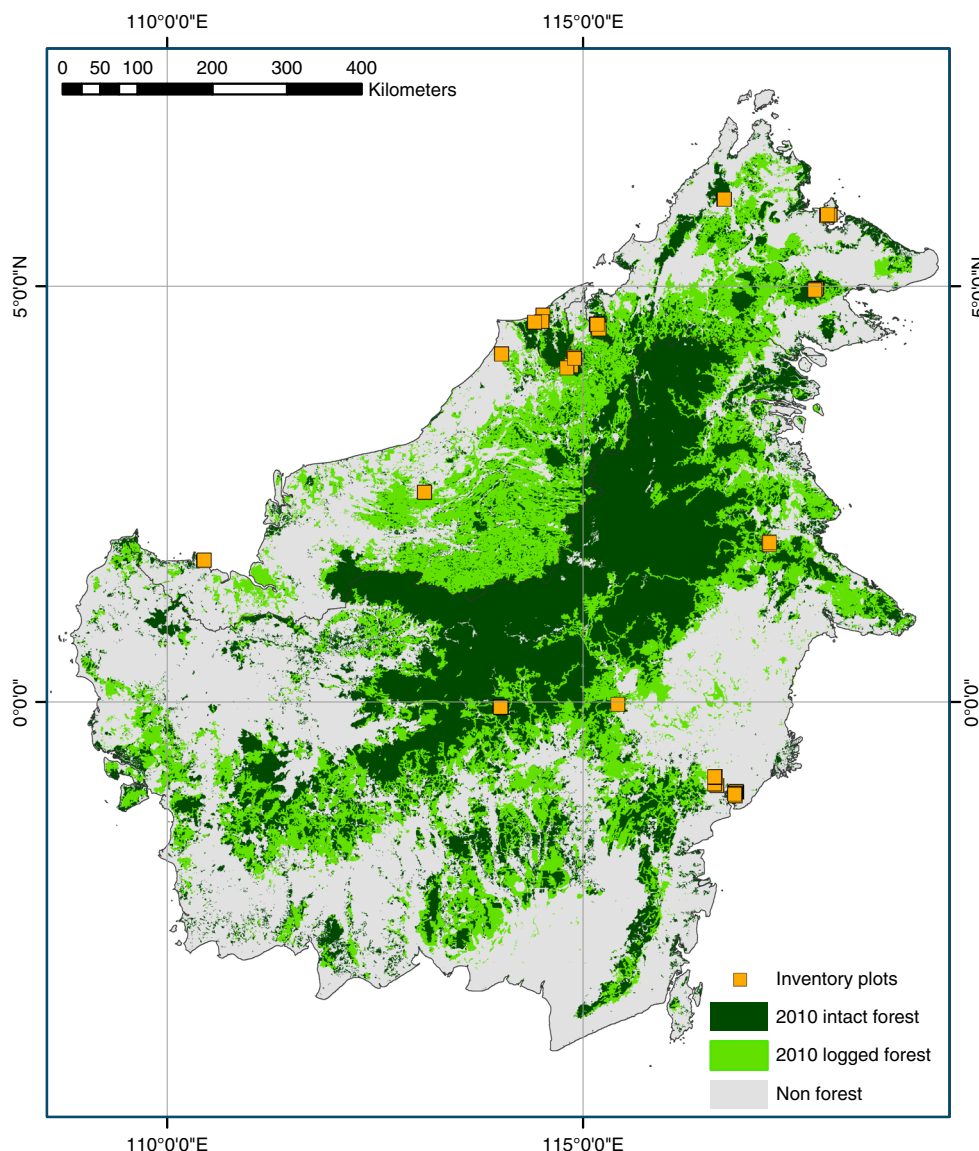 110°0'0"E 115°0'0"E
0 50 100 200 300 400
Kilometers
5°0'0"N 5°0'0"N
0°0'0" 0°0'0"
Inventory plots
2010 intact forest
2010 logged forest
Non forest
110°0'0"E 115°0'0"E